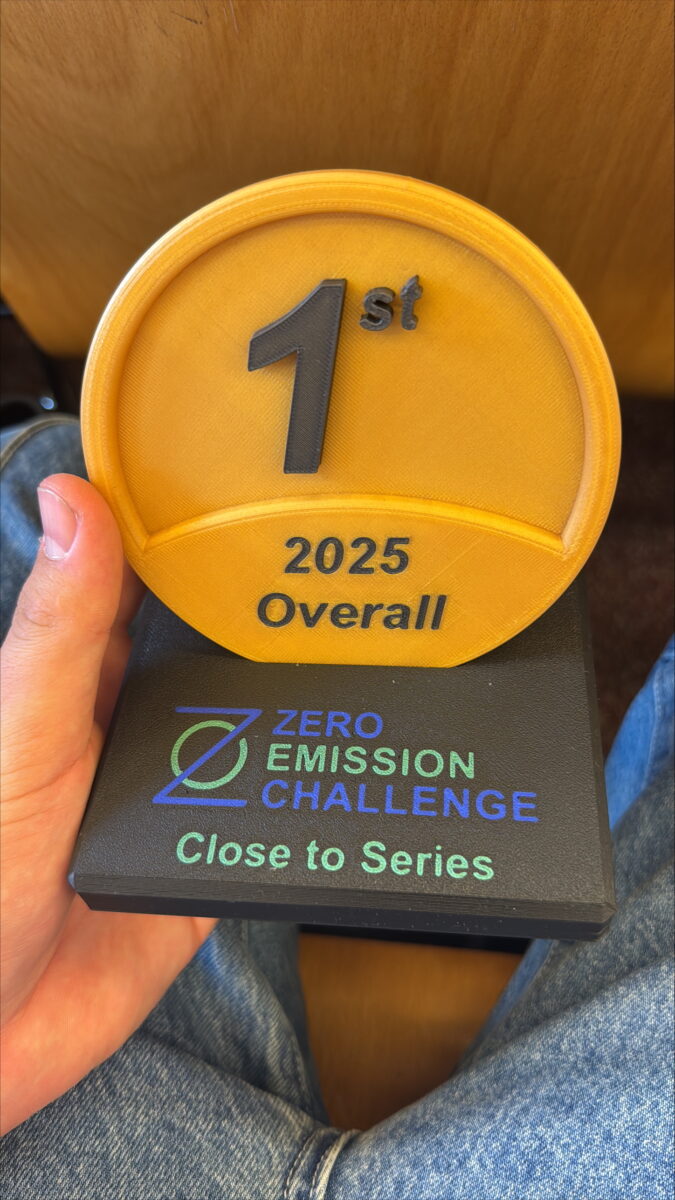 1st
2025
Overall
ZERO
EMISSION
CHALLENGE
Close to Series